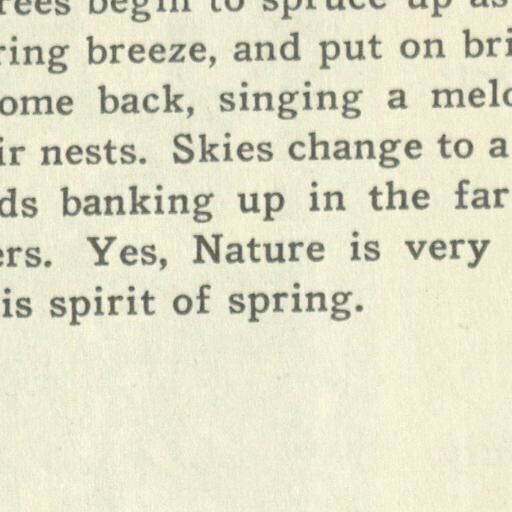 rees begin to spruce up as
ring breeze, and put on bri
ome back, singing a melo
ir nests. Skies change to a
ds banking up in the far
ers. Yes, Nature is very
is spirit of spring.